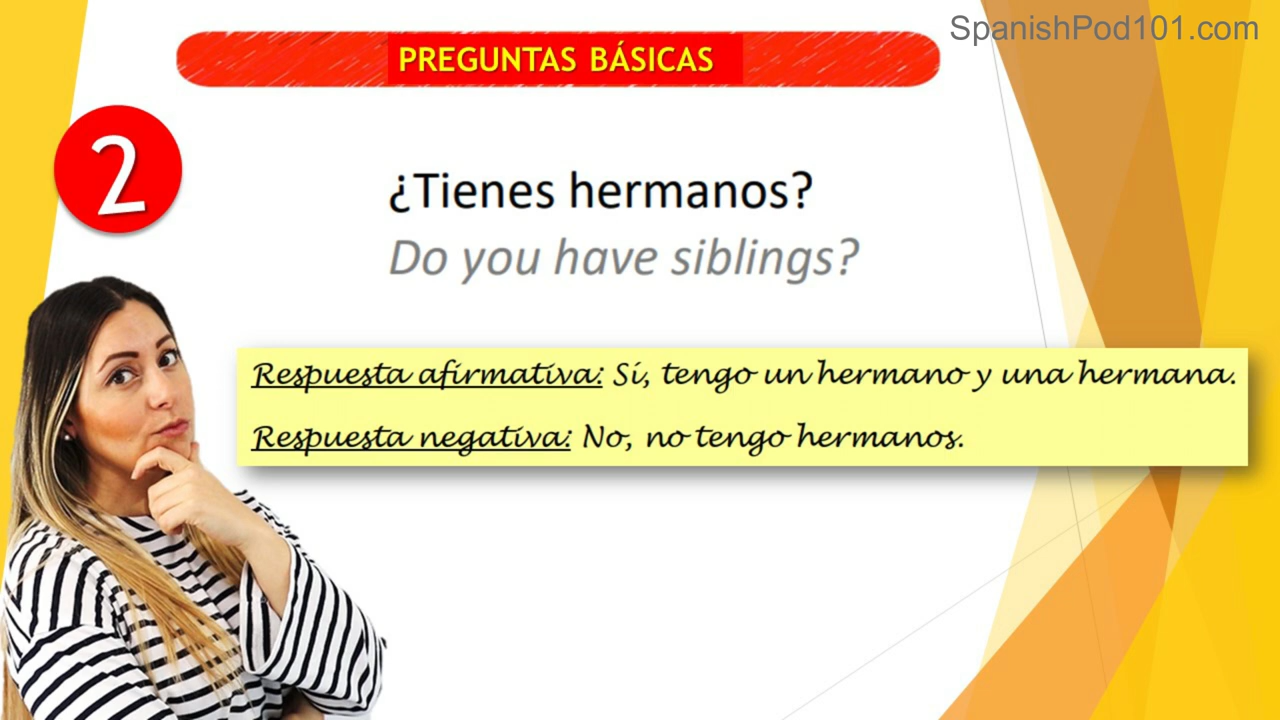 SpanishPod101.com
PREGUNTAS BÁSICAS
2
¿Tienes hermanos?
Do you have siblings?
Respuesta afirmativa: Sí, tengo un hermano y una hermana.
Respuesta negativa: No, no tengo hermanos.